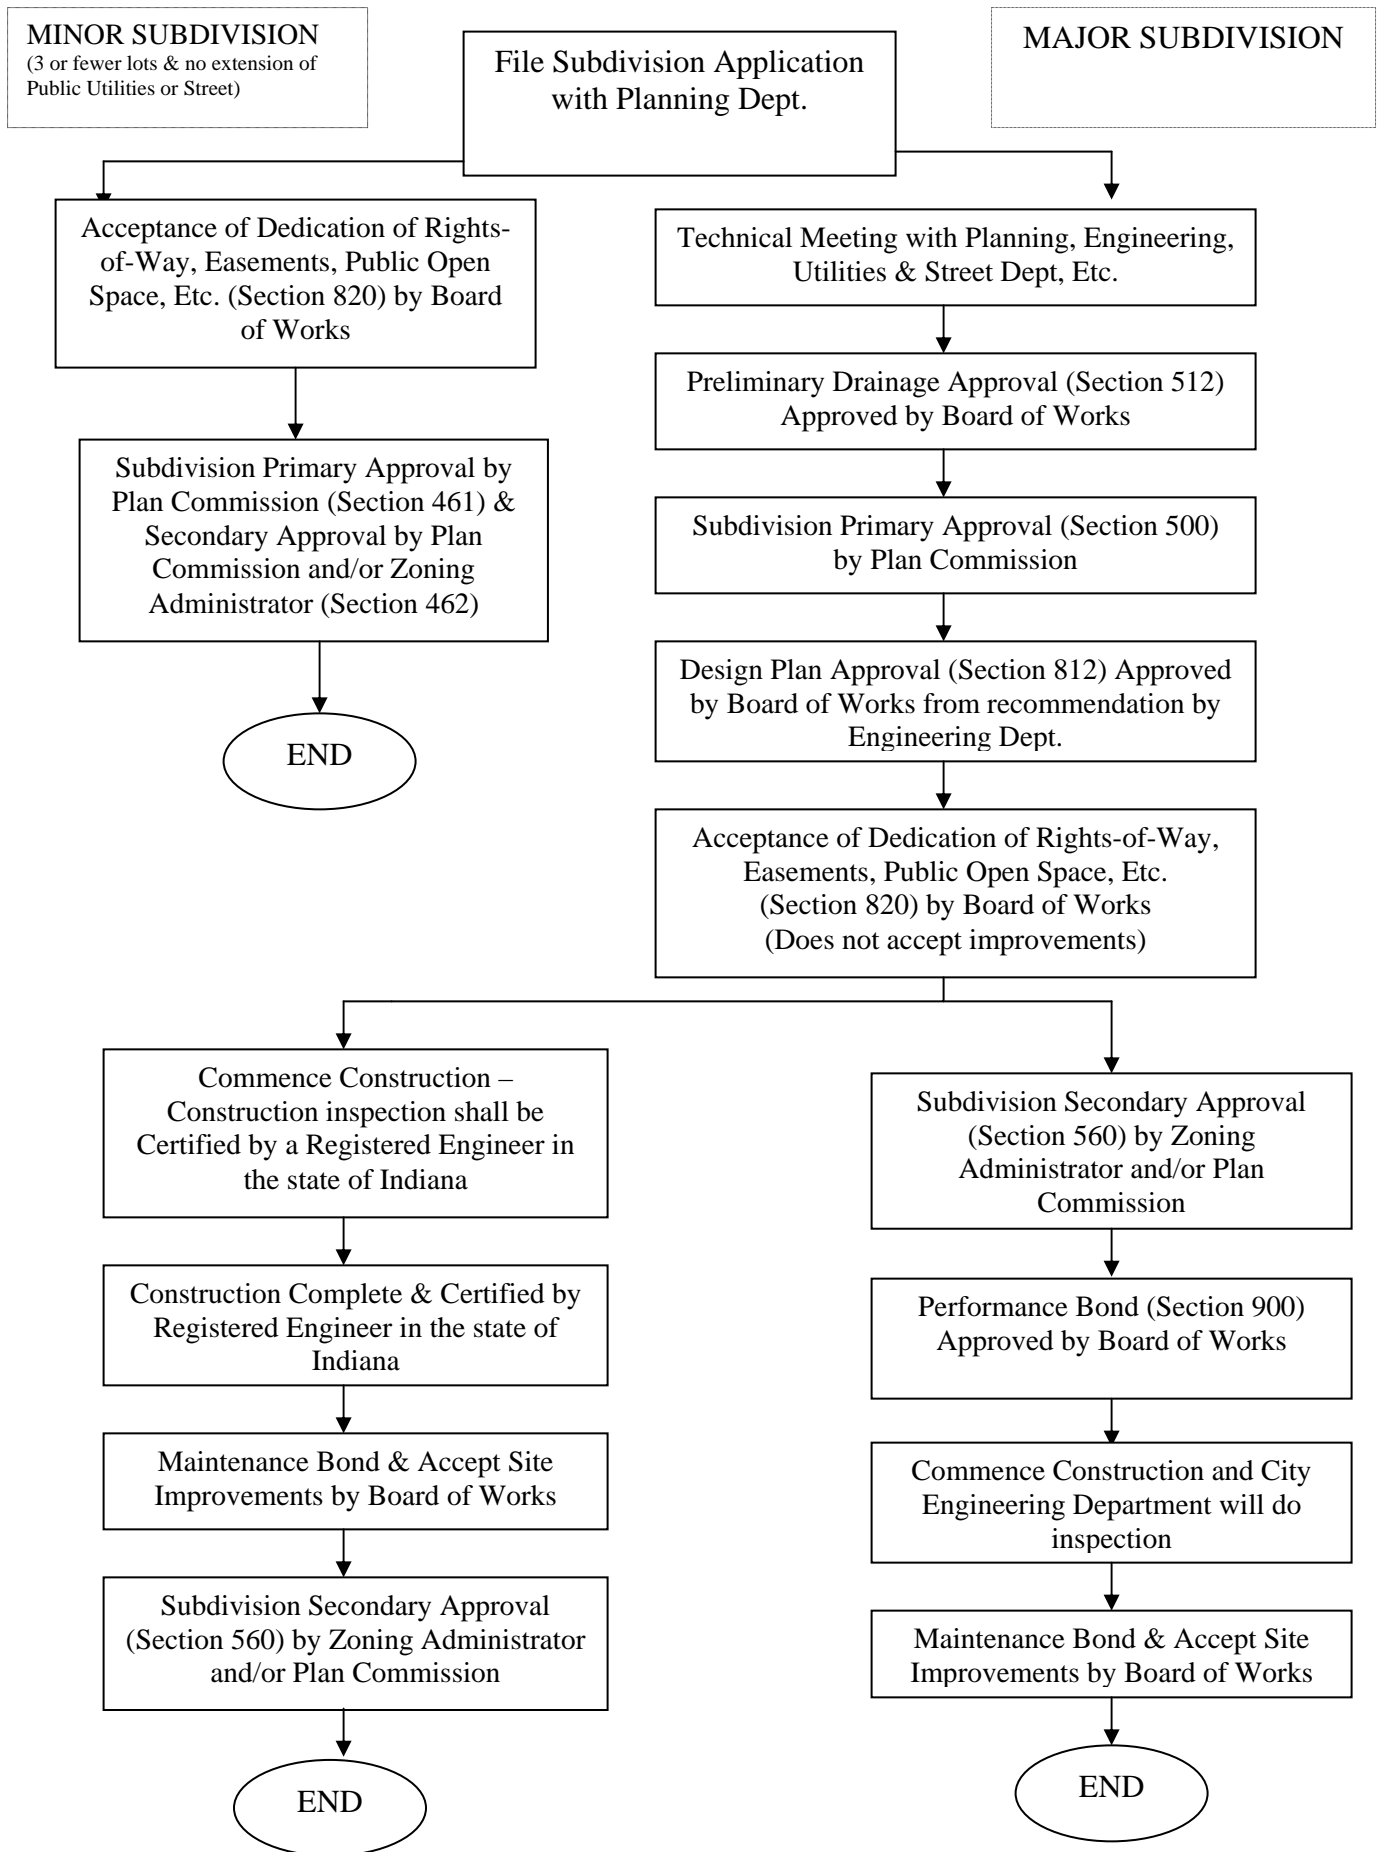 MINOR SUBDIVISION
(3 or fewer lots & no extension of
Public Utilities or Street)
File Subdivision Application
with Planning Dept.
MAJOR SUBDIVISION
Acceptance of Dedication of Rights-
of-Way, Easements, Public Open
Space, Etc. (Section 820) by Board
of Works
Subdivision Primary Approval by
Plan Commission (Section 461) &
Secondary Approval by Plan
Commission and/or Zoning
Administrator (Section 462)
END
Technical Meeting with Planning, Engineering,
Utilities & Street Dept, Etc.
Preliminary Drainage Approval (Section 512)
Approved by Board of Works
Subdivision Primary Approval (Section 500)
by Plan Commission
Design Plan Approval (Section 812) Approved
by Board of Works from recommendation by
Engineering Dept.
Acceptance of Dedication of Rights-of-Way,
Easements, Public Open Space, Etc.
(Section 820) by Board of Works
(Does not accept improvements)
Commence Construction –
Construction inspection shall be
Certified by a Registered Engineer in
the state of Indiana
Construction Complete & Certified by
Registered Engineer in the state of
Indiana
Maintenance Bond & Accept Site
Improvements by Board of Works
Subdivision Secondary Approval
(Section 560) by Zoning Administrator
and/or Plan Commission
END
Subdivision Secondary Approval
(Section 560) by Zoning
Administrator and/or Plan
Commission
Performance Bond (Section 900)
Approved by Board of Works
Commence Construction and City
Engineering Department will do
inspection
Maintenance Bond & Accept Site
Improvements by Board of Works
END